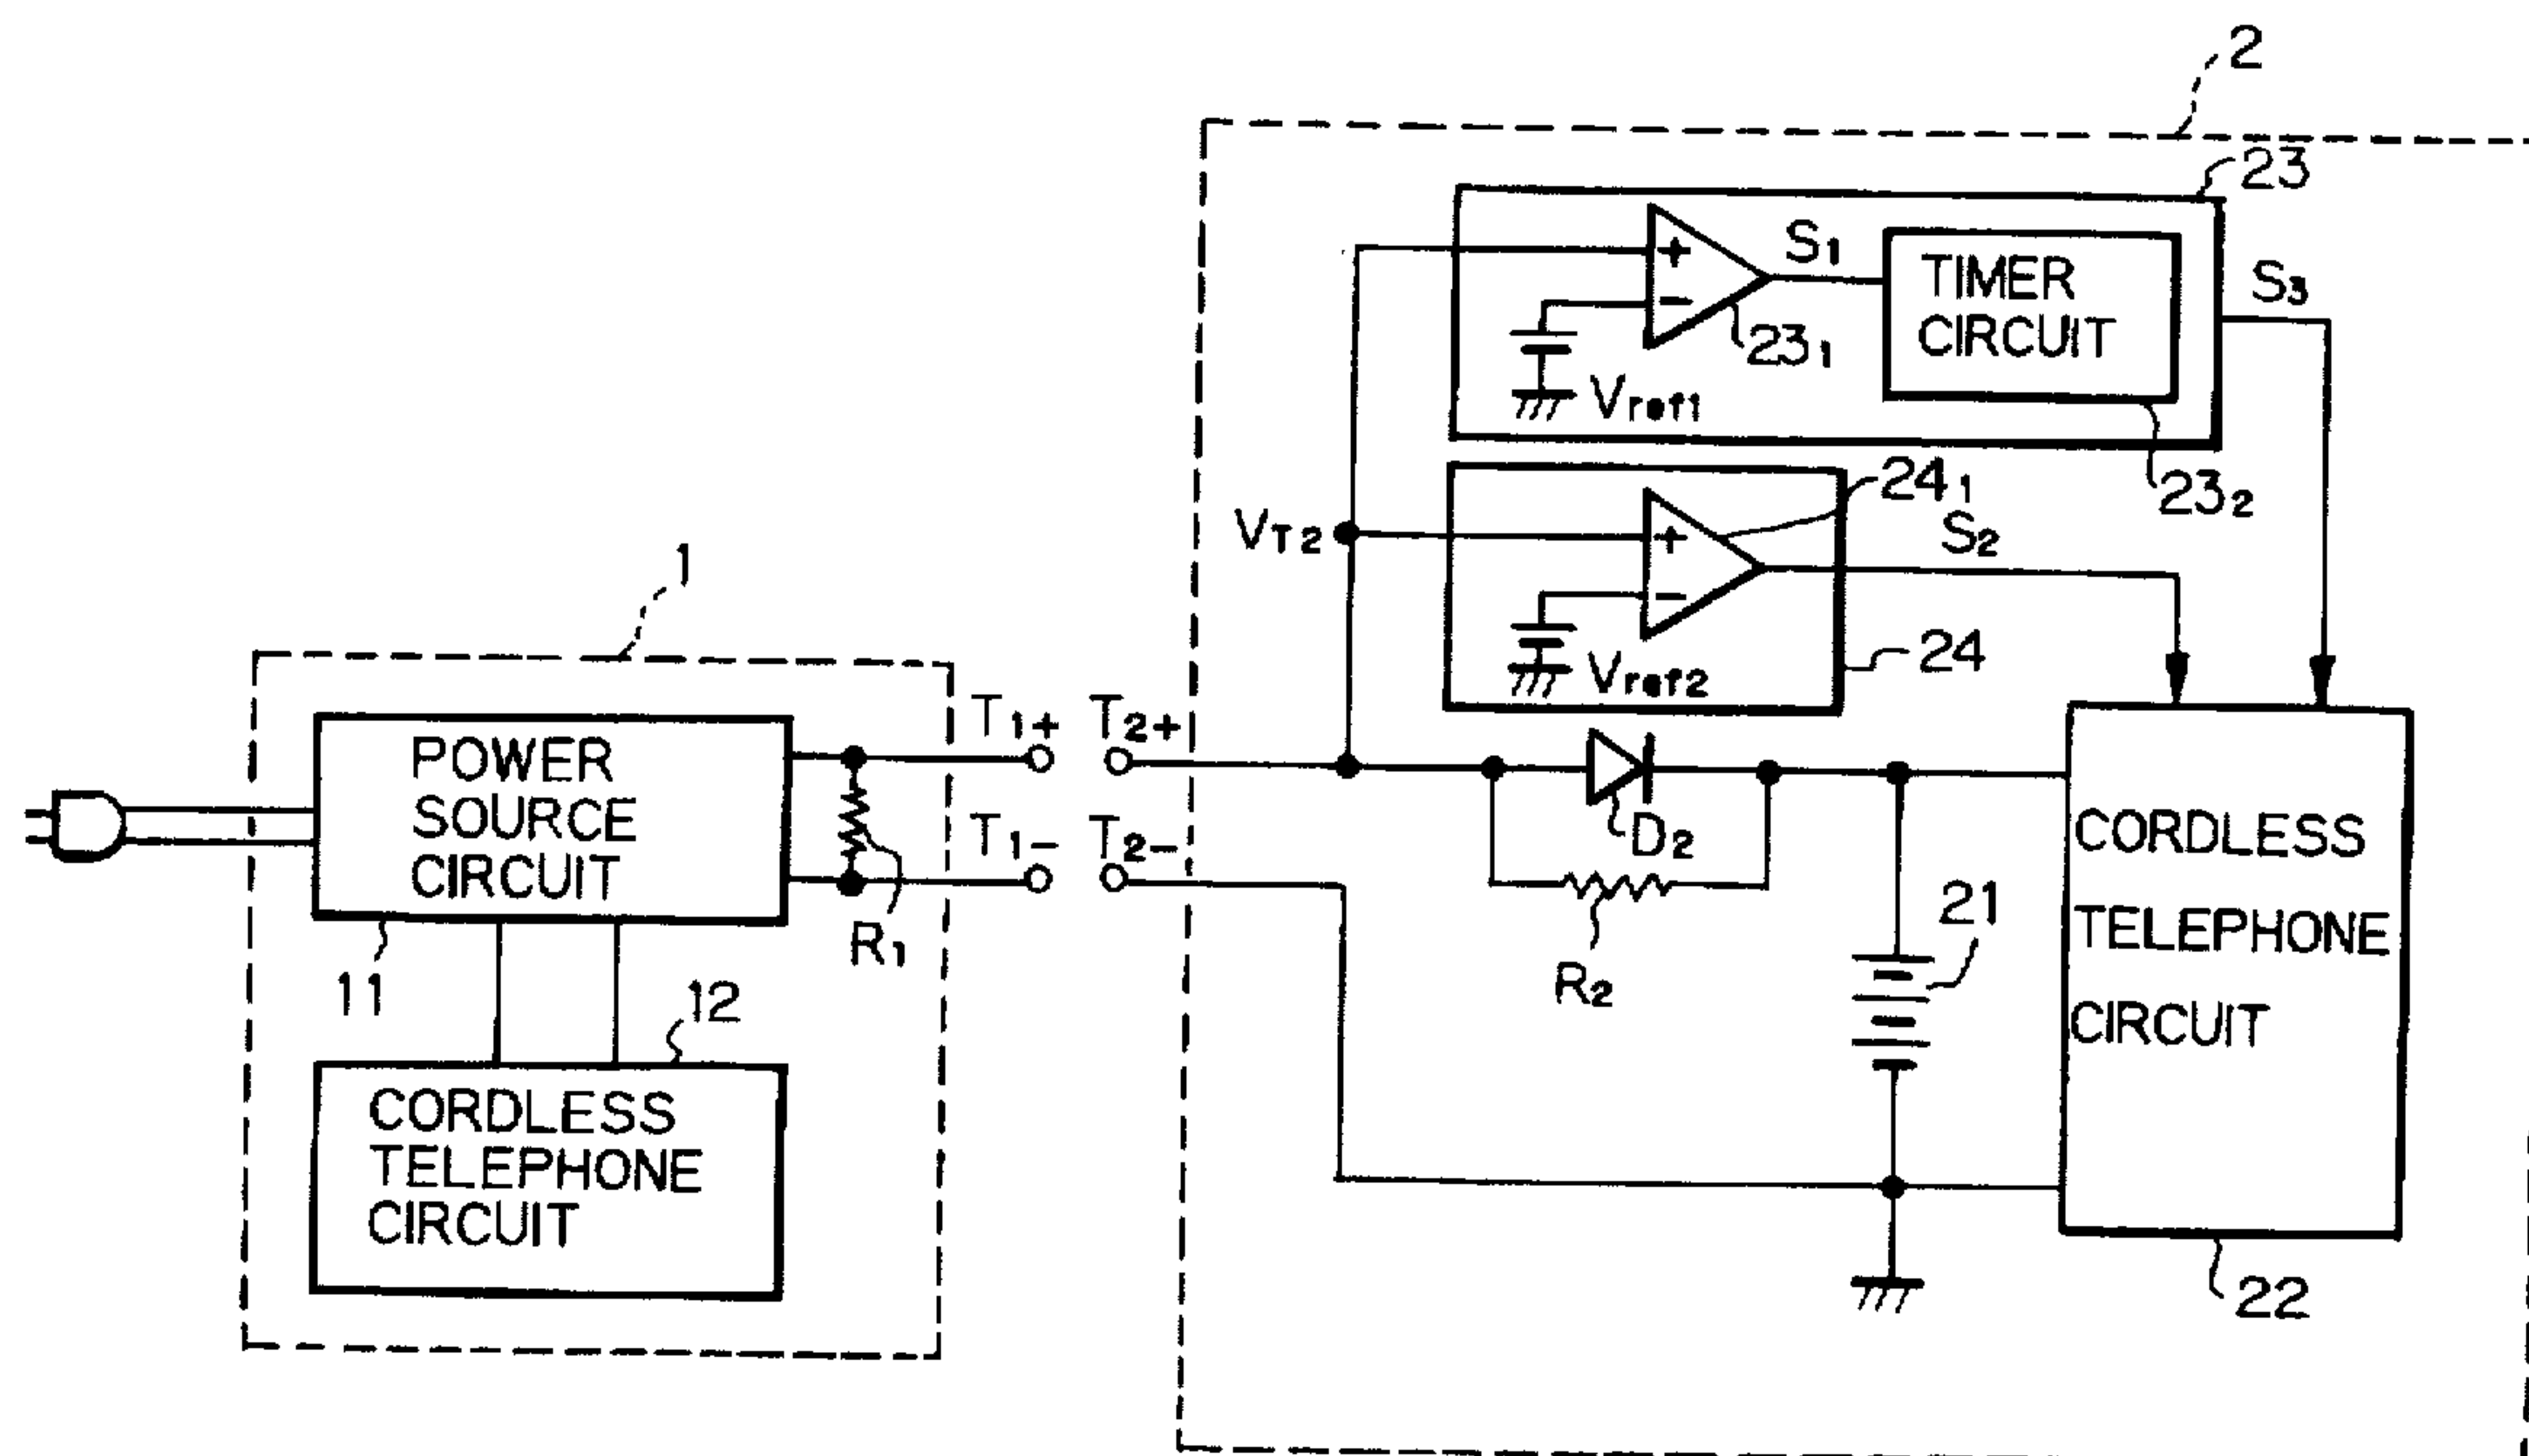 2
23
S1
TIMER
CIRCUIT
S3
+
−
231
Vref1
232
241
VT2
+
−
S2
Vref2
24
1
POWER
SOURCE
CIRCUIT
T1+
T2+
T1−
T2−
R1
11
12
CORDLESS
TELEPHONE
CIRCUIT
D2
R2
21
CORDLESS
TELEPHONE
CIRCUIT
22